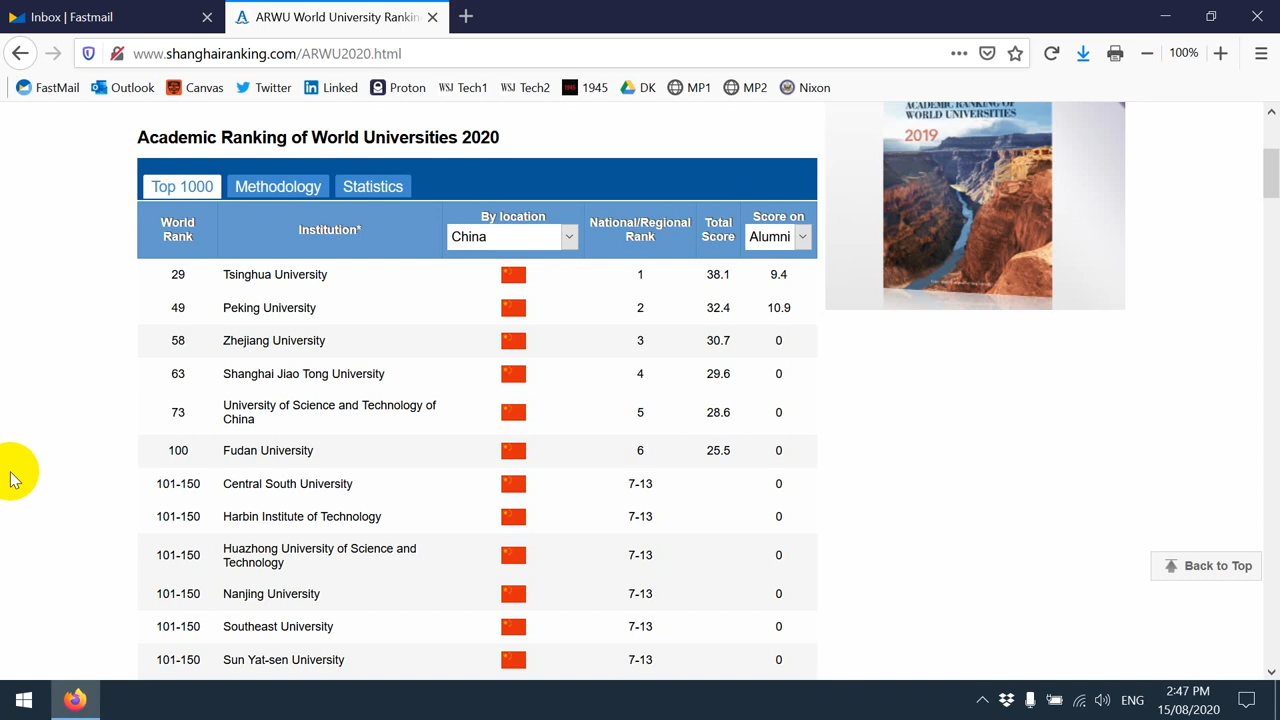 Inbox | Fastmail
ARWU World University Rankin
www.shanghairanking.com/ARWU2020.html
100%
FastMail Outlook Canvas Twitter Linked Proton WSJ Tech1 WSJ Tech2 1945 1945 DK MP1 MP2 Nixon
ACADEMIC RANKING OF
WORLD UNIVERSITIES
2019
Academic Ranking of World Universities 2020
Top 1000 Methodology Statistics
World Rank Institution* By location China National/Regional Rank Total Score Score on Alumni
29 Tsinghua University 1 38.1 9.4
49 Peking University 2 32.4 10.9
58 Zhejiang University 3 30.7 0
63 Shanghai Jiao Tong University 4 29.6 0
73 University of Science and Technology of China 5 28.6 0
100 Fudan University 6 25.5 0
101-150 Central South University 7-13 0
101-150 Harbin Institute of Technology 7-13 0
101-150 Huazhong University of Science and Technology 7-13 0
101-150 Nanjing University 7-13 0
101-150 Southeast University 7-13 0
101-150 Sun Yat-sen University 7-13 0
Back to Top
ENG
2:47 PM
15/08/2020